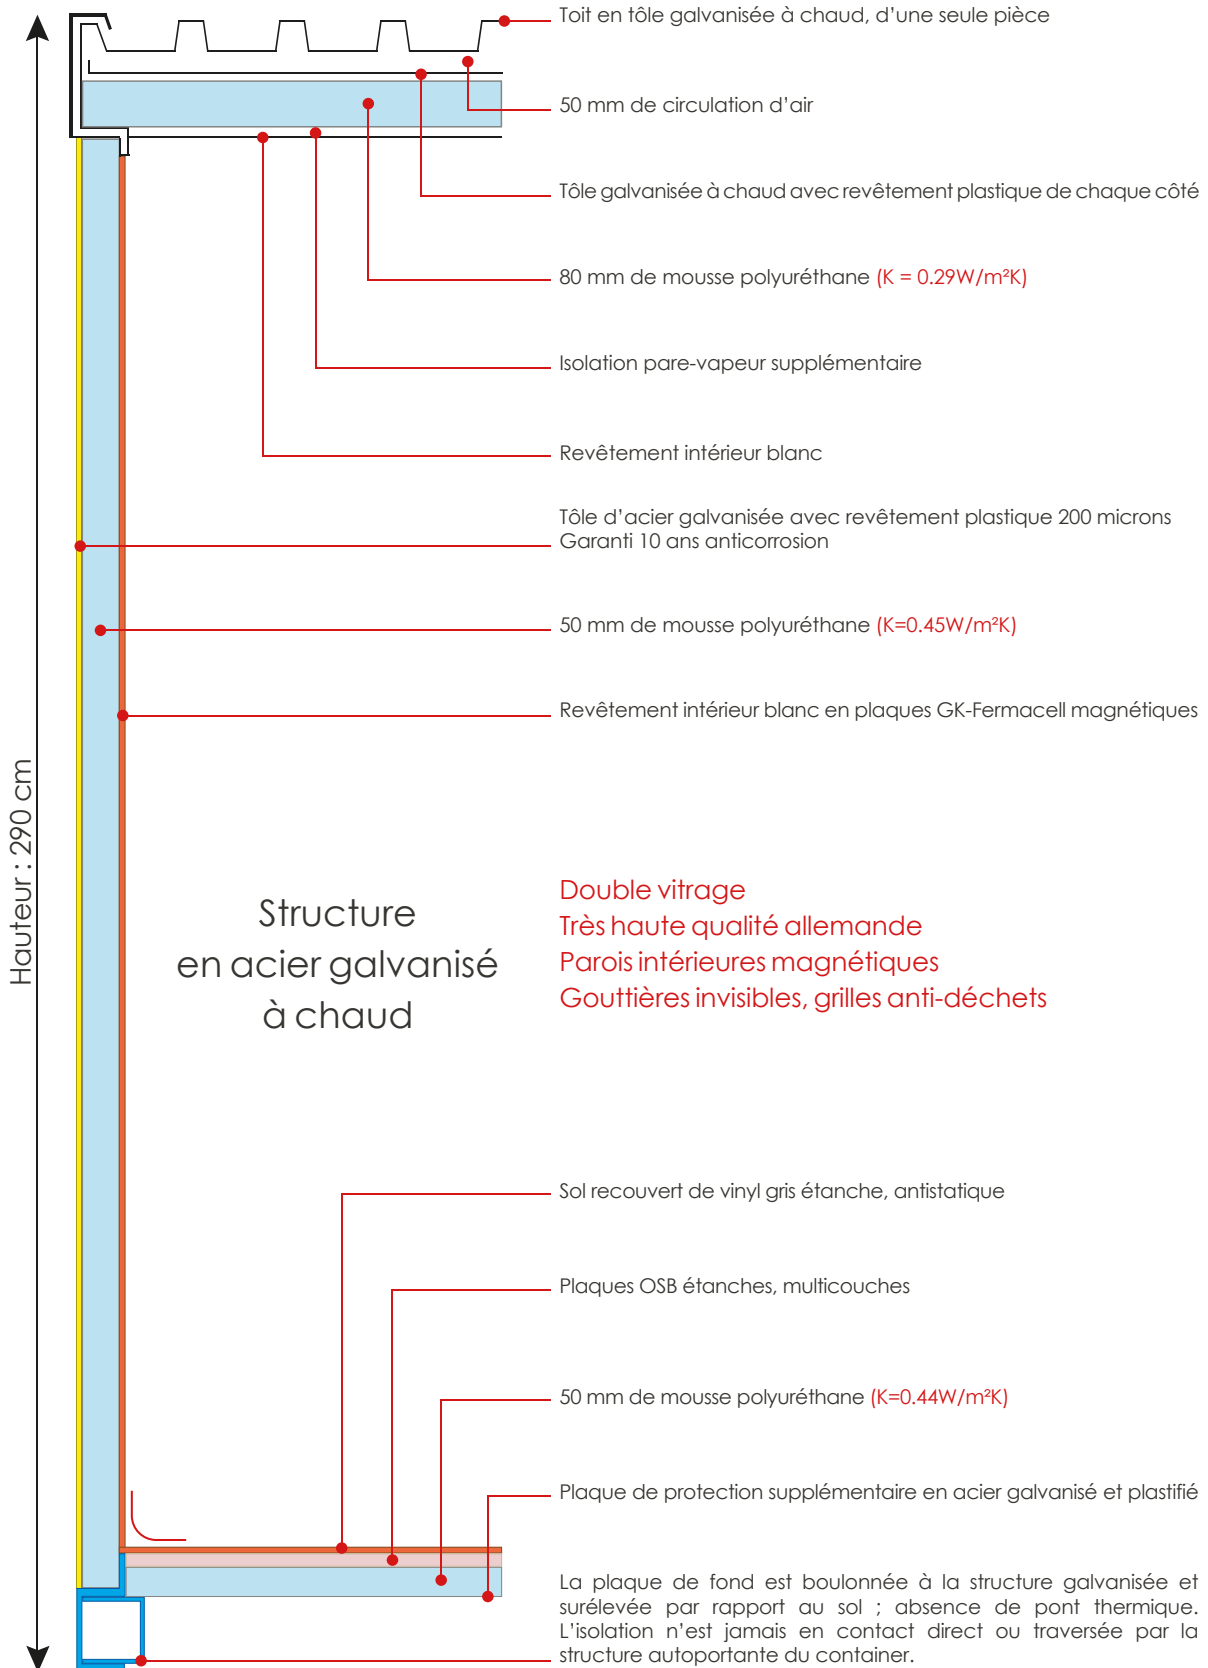 Toit en tôle galvanisée à chaud, d’une seule pièce
50 mm de circulation d’air
Tôle galvanisée à chaud avec revêtement plastique de chaque côté
80 mm de mousse polyuréthane (K = 0.29W/m²K)
Isolation pare-vapeur supplémentaire
Revêtement intérieur blanc
Tôle d’acier galvanisée avec revêtement plastique 200 microns
Garanti 10 ans anticorrosion
50 mm de mousse polyuréthane (K=0.45W/m²K)
Revêtement intérieur blanc en plaques GK-Fermacell magnétiques
Hauteur : 290 cm
Structure
en acier galvanisé
à chaud
Double vitrage
Très haute qualité allemande
Parois intérieures magnétiques
Gouttières invisibles, grilles anti-déchets
Sol recouvert de vinyl gris étanche, antistatique
Plaques OSB étanches, multicouches
50 mm de mousse polyuréthane (K=0.44W/m²K)
Plaque de protection supplémentaire en acier galvanisé et plastifié
La plaque de fond est boulonnée à la structure galvanisée et
surélevée par rapport au sol ; absence de pont thermique.
L’isolation n’est jamais en contact direct ou traversée par la
structure autoportante du container.